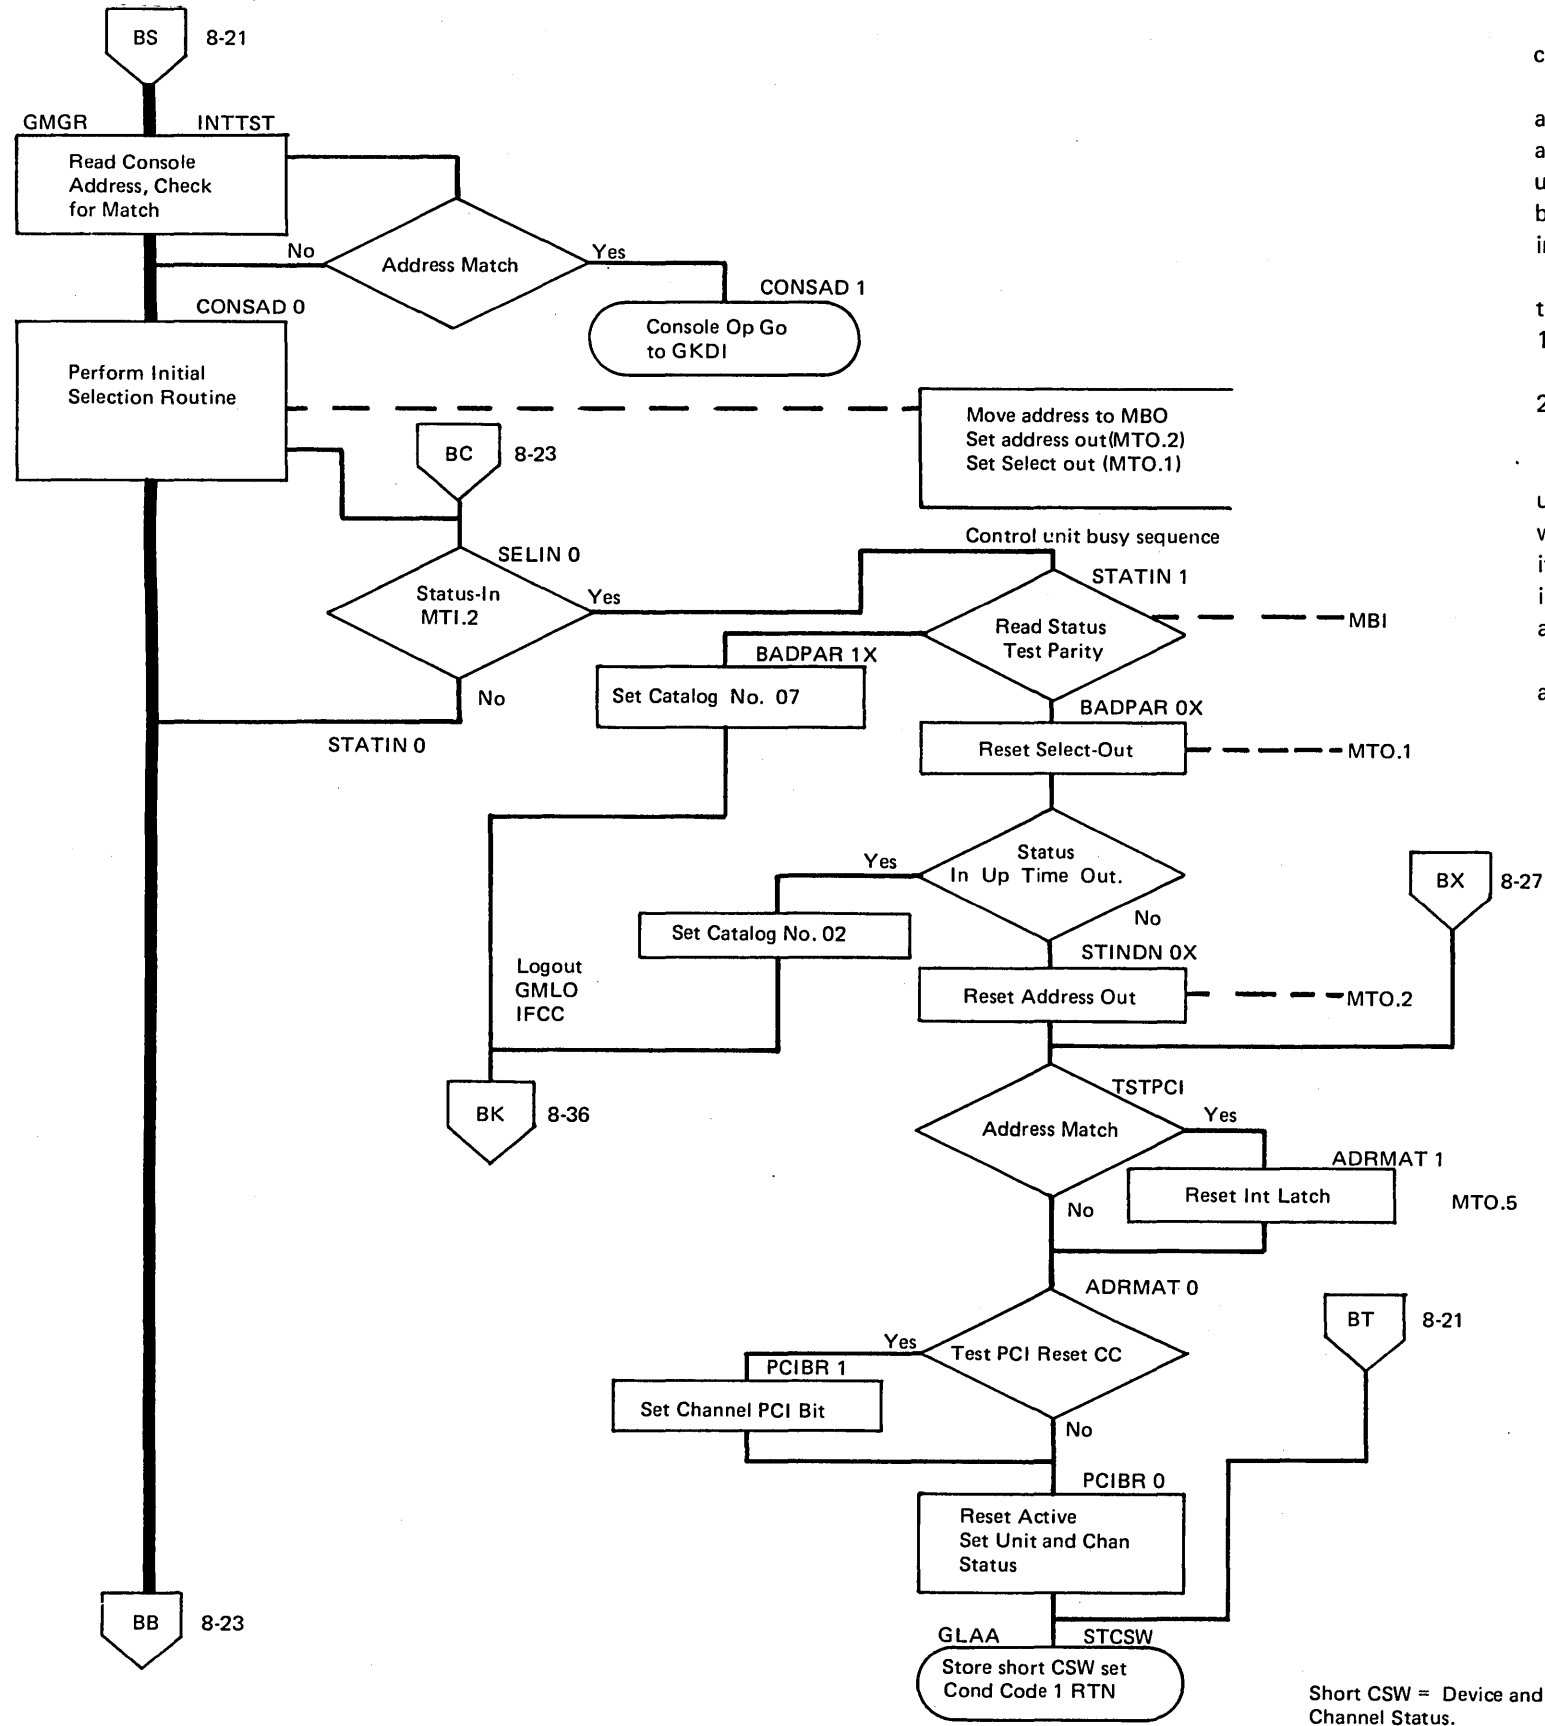 BS 8-21
GMGR INTTST
Read Console
Address, Check
for Match
No
Address Match
Yes
CONSAD 1
Console Op Go
to GKDI
CONSAD 0
Perform Initial
Selection Routine
Move address to MBO
Set address out(MTO.2)
Set Select out (MTO.1)
BC 8-23
Control unit busy sequence
SELIN 0
Status-In
MTI.2
Yes
No
STATIN 0
STATIN 1
Read Status
Test Parity
MBI
BADPAR 1X
Set Catalog No. 07
BADPAR 0X
Reset Select-Out
MTO.1
Status
In Up Time Out.
Yes
No
Set Catalog No. 02
BX 8-27
STINDN 0X
Reset Address Out
MTO.2
Logout
GMLO
IFCC
BK 8-36
TSTPCI
Address Match
Yes
No
ADRMAT 1
Reset Int Latch
MTO.5
ADRMAT 0
Test PCI Reset CC
Yes
No
BT 8-21
PCIBR 1
Set Channel PCI Bit
PCIBR 0
Reset Active
Set Unit and Chan
Status
BB 8-23
GLAA STCSW
Store short CSW set
Cond Code 1 RTN
Short CSW = Device and
Channel Status.